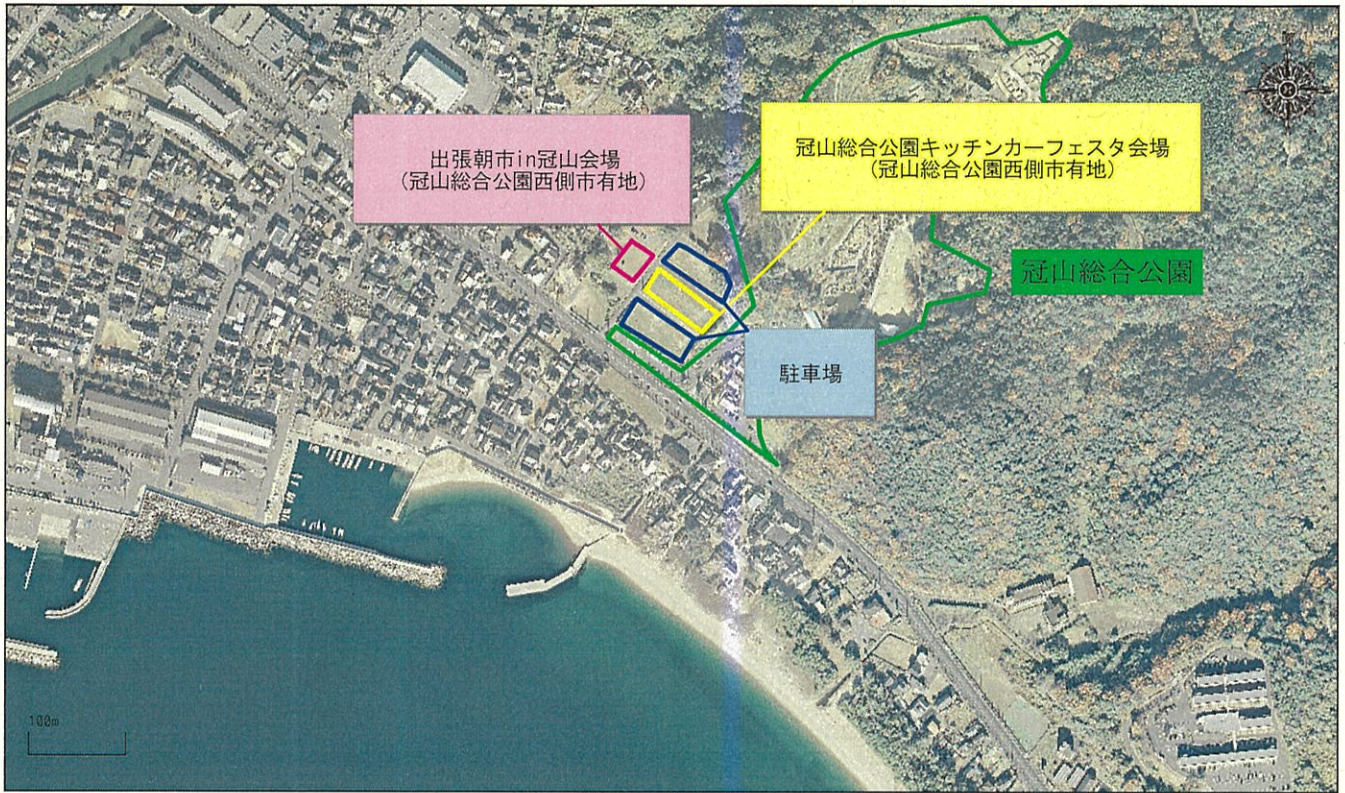 出張朝市in冠山会場
(冠山総合公園西側市有地)
冠山総合公園キッチンカーフェスタ会場
(冠山総合公園西側市有地)
冠山総合公園
駐車場
100m